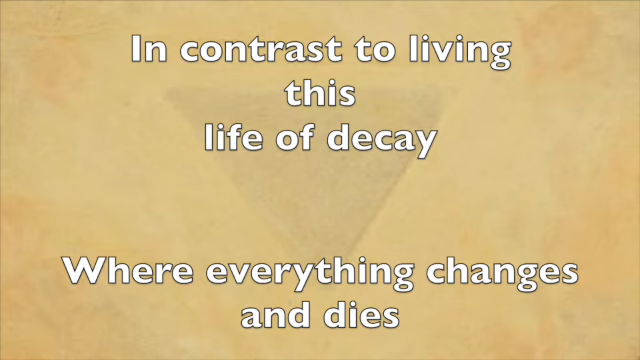 In contrast to living
this
life of decay
Where everything changes
and dies